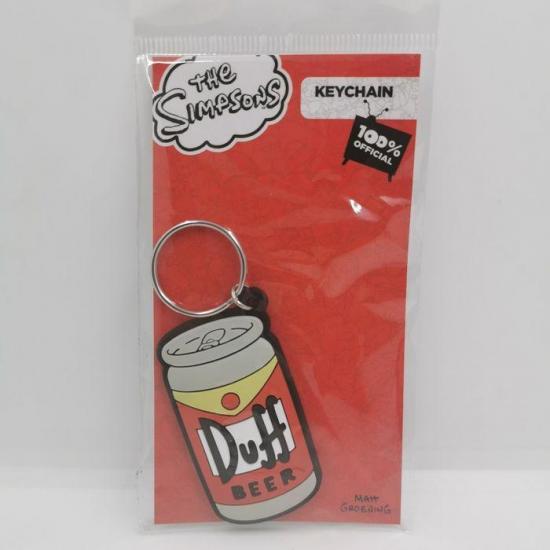 THE
SIMPSONS
KEYCHAIN
100%
OFFICIAL
Duff
BEER
MATT
GROENING